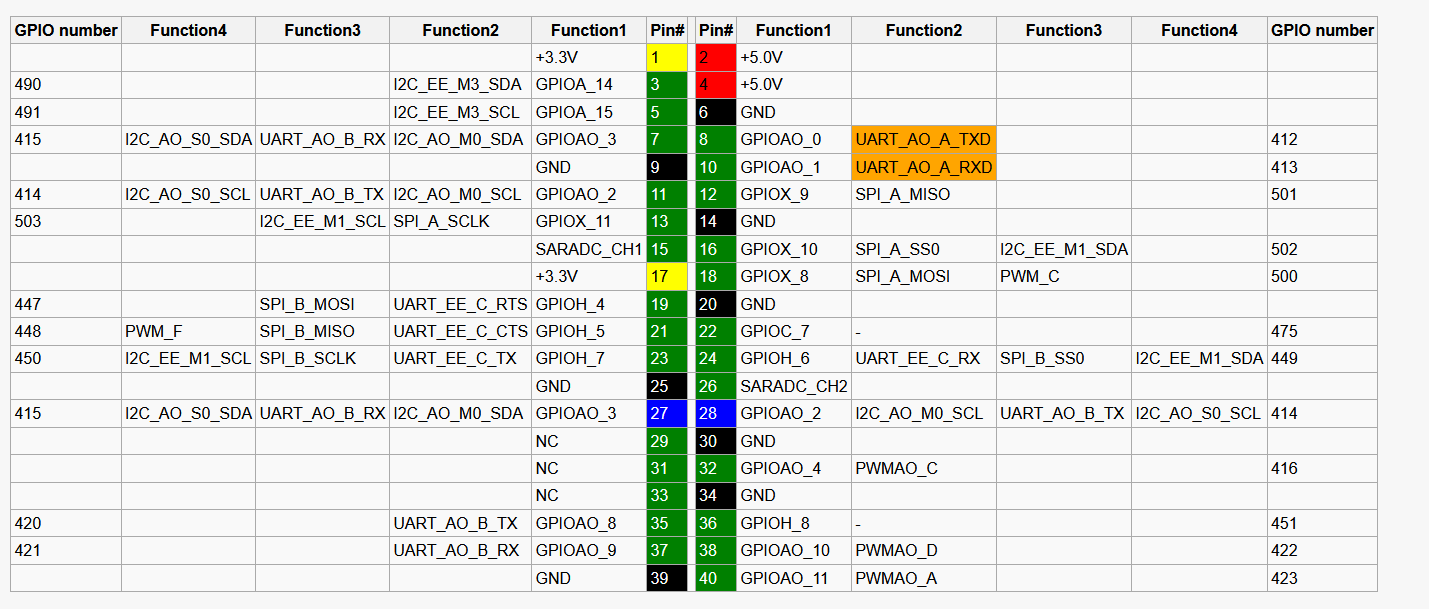 GPIO number Function4 Function3 Function2 Function1 Pin# Pin# Function1 Function2 Function3 Function4 GPIO number
+3.3V 1 2 +5.0V
490 I2C_EE_M3_SDA GPIOA_14 3 4 +5.0V
491 I2C_EE_M3_SCL GPIOA_15 5 6 GND
415 I2C_AO_S0_SDA UART_AO_B_RX I2C_AO_M0_SDA GPIOAO_3 7 8 GPIOAO_0 UART_AO_A_TXD 412
GND 9 10 GPIOAO_1 UART_AO_A_RXD 413
414 I2C_AO_S0_SCL UART_AO_B_TX I2C_AO_M0_SCL GPIOAO_2 11 12 GPIOX_9 SPI_A_MISO 501
503 I2C_EE_M1_SCL SPI_A_SCLK GPIOX_11 13 14 GND
SARADC_CH1 15 16 GPIOX_10 SPI_A_SS0 I2C_EE_M1_SDA 502
+3.3V 17 18 GPIOX_8 SPI_A_MOSI PWM_C 500
447 SPI_B_MOSI UART_EE_C_RTS GPIOH_4 19 20 GND
448 PWM_F SPI_B_MISO UART_EE_C_CTS GPIOH_5 21 22 GPIOC_7 - 475
450 I2C_EE_M1_SCL SPI_B_SCLK UART_EE_C_TX GPIOH_7 23 24 GPIOH_6 UART_EE_C_RX SPI_B_SS0 I2C_EE_M1_SDA 449
GND 25 26 SARADC_CH2
415 I2C_AO_S0_SDA UART_AO_B_RX I2C_AO_M0_SDA GPIOAO_3 27 28 GPIOAO_2 I2C_AO_M0_SCL UART_AO_B_TX I2C_AO_S0_SCL 414
NC 29 30 GND
NC 31 32 GPIOAO_4 PWMAO_C 416
NC 33 34 GND
420 UART_AO_B_TX GPIOAO_8 35 36 GPIOH_8 - 451
421 UART_AO_B_RX GPIOAO_9 37 38 GPIOAO_10 PWMAO_D 422
GND 39 40 GPIOAO_11 PWMAO_A 423